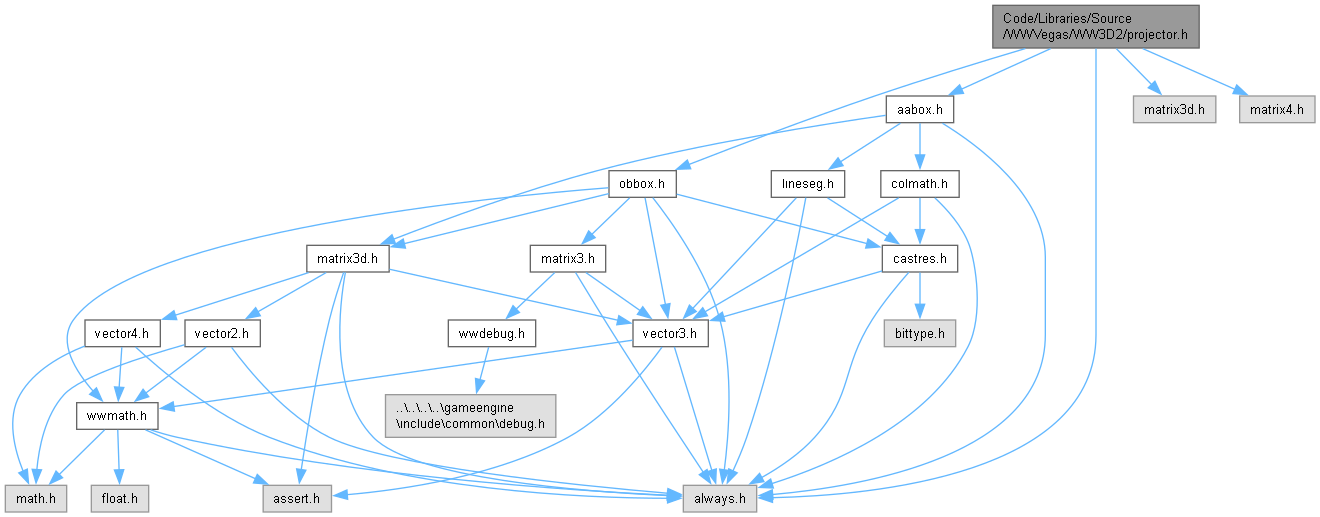 Code/Libraries/Source
/WWVegas/WW3D2/projector.h
aabox.h
matrix3d.h
matrix4.h
obbox.h
lineseg.h
colmath.h
matrix3d.h
matrix3.h
castres.h
vector4.h
vector2.h
wwdebug.h
vector3.h
bittype.h
wwmath.h
..\..\..\..\gameengine
\include\common\debug.h
math.h
float.h
assert.h
always.h